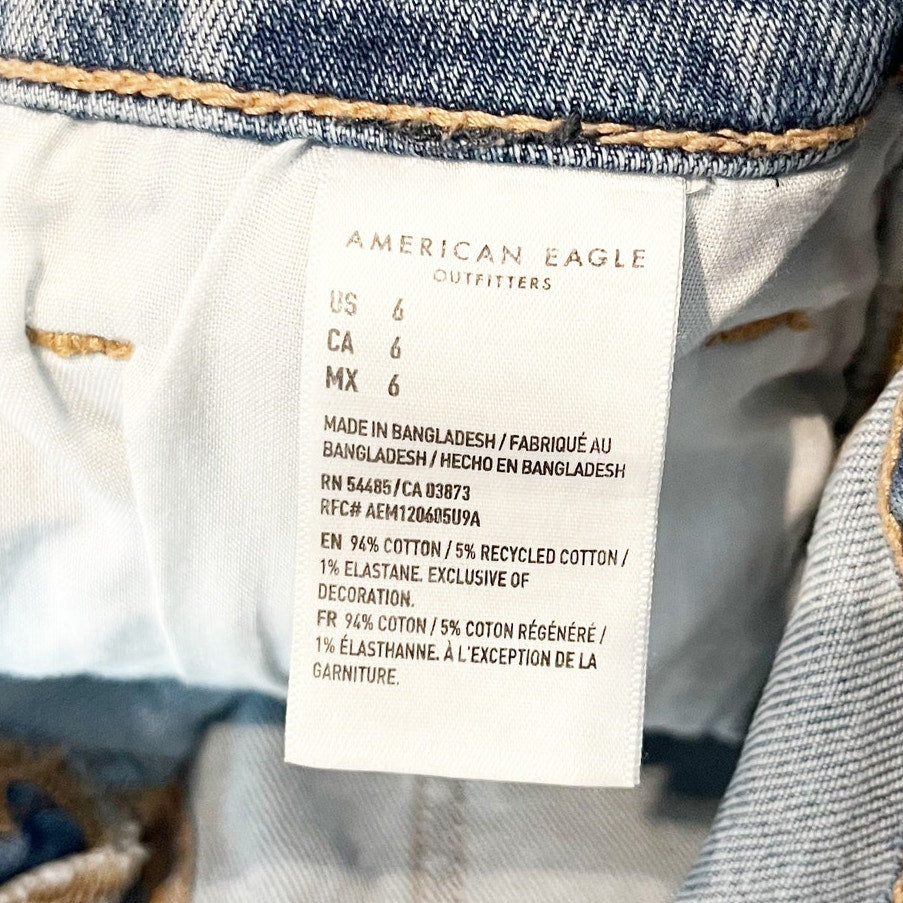 AMERICAN EAGLE
OUTFITTERS
US 6
CA 6
MX 6
MADE IN BANGLADESH / FABRIQUÉ AU
BANGLADESH / HECHO EN BANGLADESH
RN 54485/CA 03873
RFC# AEM120605U9A
EN 94% COTTON / 5% RECYCLED COTTON /
1% ELASTANE. EXCLUSIVE OF
DECORATION.
FR 94% COTON / 5% COTON RÉGÉNÉRÉ /
1% ÉLASTHANNE. À L'EXCEPTION DE LA
GARNITURE.